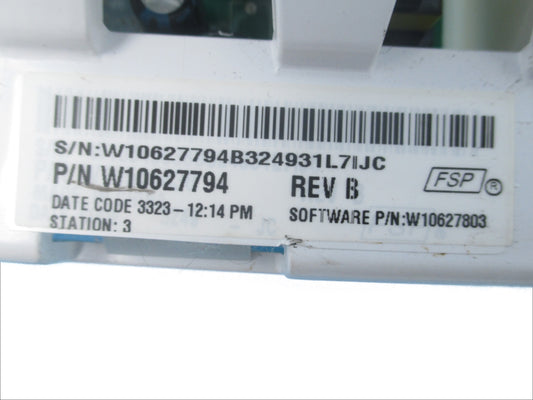 S/N:W10627794B324931L7IJC
P/N W10627794 REV B FSP ®
DATE CODE 3323-12:14 PM SOFTWARE P/N:W10627803
STATION: 3